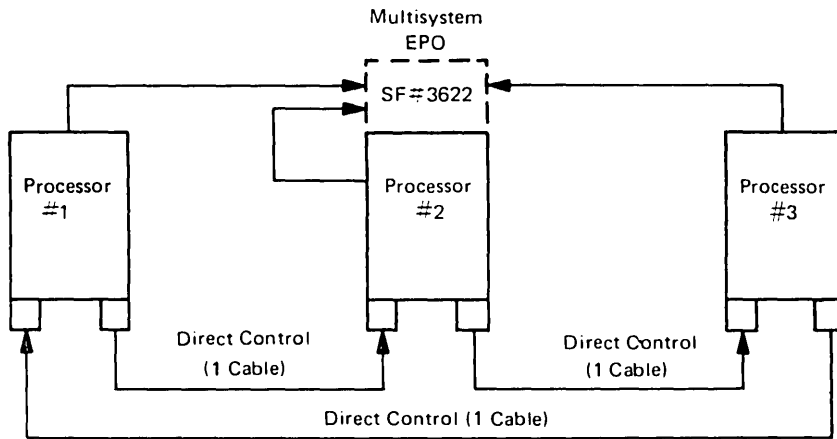 Multisystem
EPO
SF#3622
Processor
#1
Processor
#2
Processor
#3
Direct Control
(1 Cable)
Direct Control
(1 Cable)
Direct Control (1 Cable)